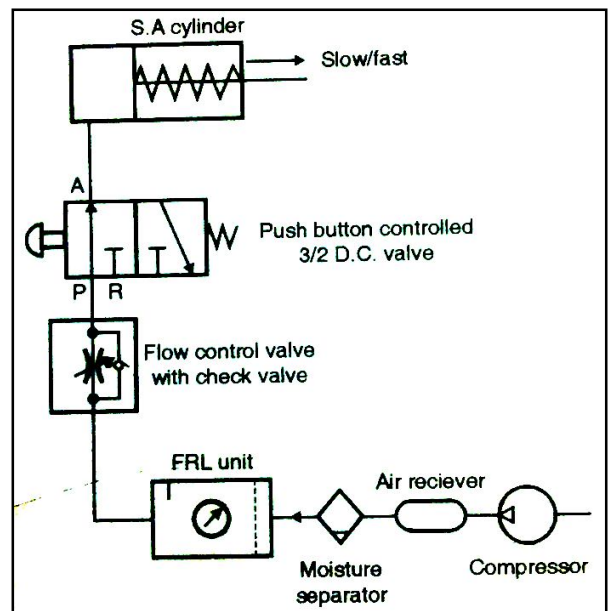 S.A cylinder
Slow/fast
A
Push button controlled
3/2 D.C. valve
P R
Flow control valve
with check valve
FRL unit
Air reciever
Moisture
separator
Compressor